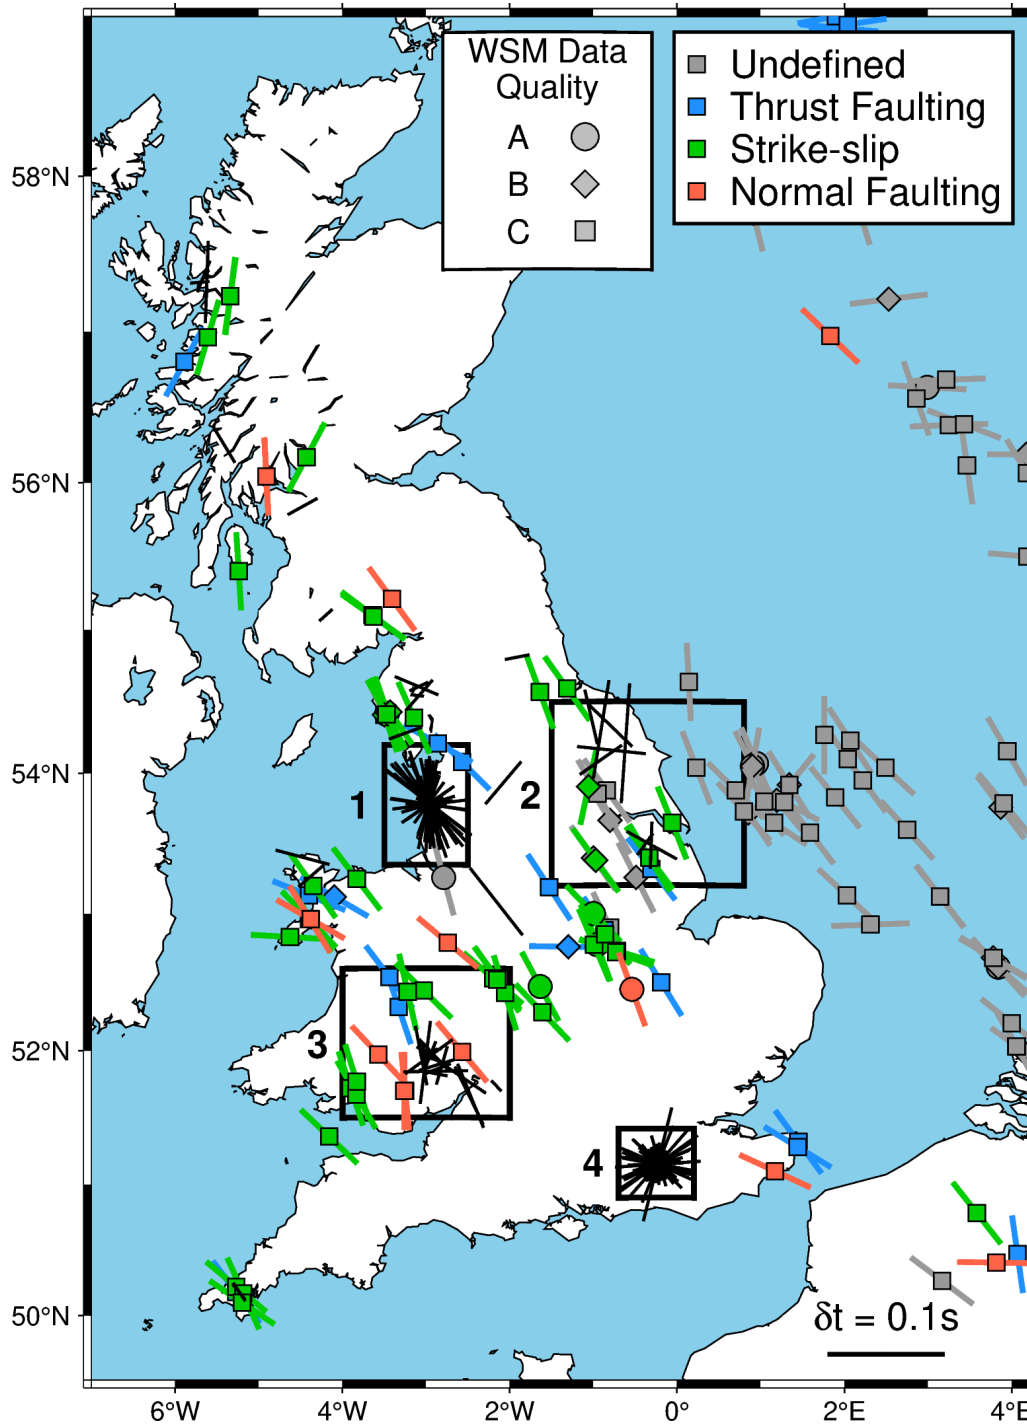 WSM Data
Quality
A
B
C
Undefined
Thrust Faulting
Strike-slip
Normal Faulting
58°N
56°N
54°N
52°N
50°N
1
2
3
4
δt = 0.1s
6°W
4°W
2°W
0°
2°E
4°E